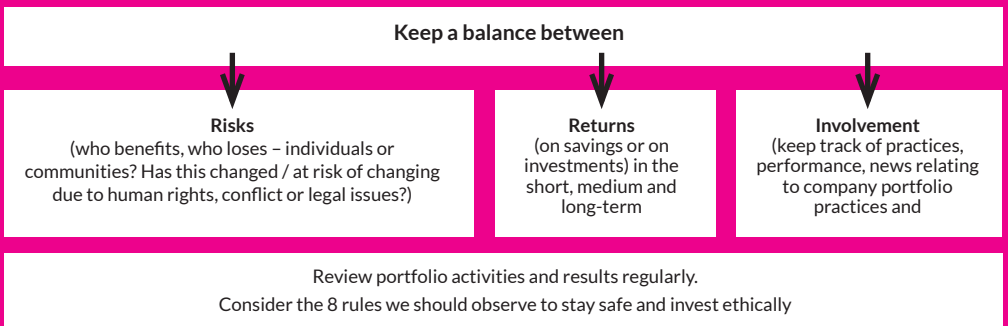 Keep a balance between
Risks
(who benefits, who loses – individuals or
communities? Has this changed / at risk of changing
due to human rights, conflict or legal issues?)
Returns
(on savings or on
investments) in the
short, medium and
long-term
Involvement
(keep track of practices,
performance, news relating
to company portfolio
practices and
Review portfolio activities and results regularly.
Consider the 8 rules we should observe to stay safe and invest ethically